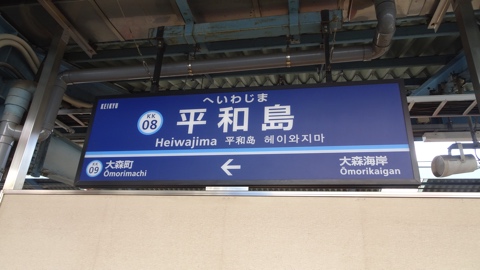 KEIKYU
へいわじま
KK 08
平和島
Heiwajima 平和岛 헤이와지마
KK 09
大森町
Ōmorimachi
←
大森海岸
Ōmorikaigan